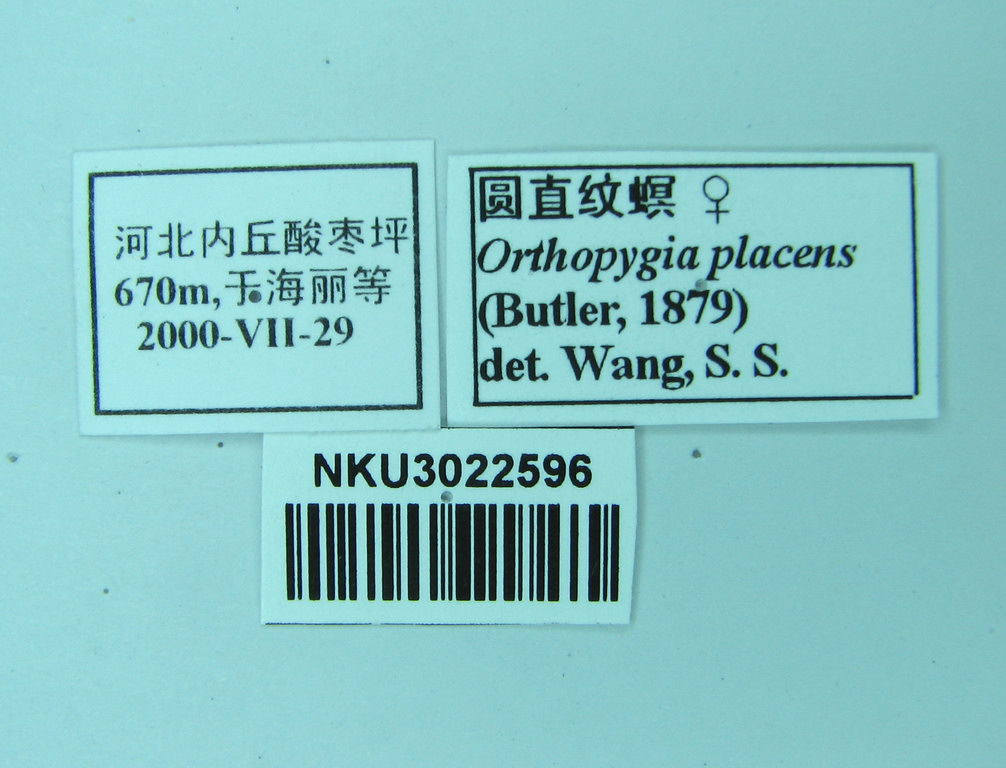 河北内丘酸枣坪
670m,于海丽等
2000-VII-29
圆直纹螟 ♀
Orthopygia placens
(Butler, 1879)
det. Wang, S. S.
NKU3022596